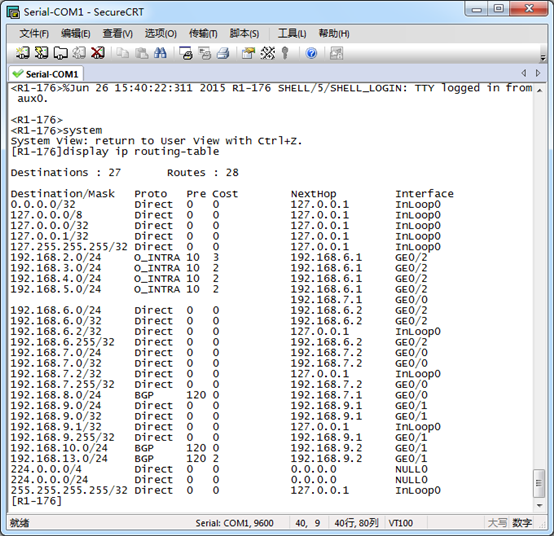 Serial-COM1 - SecureCRT
文件(F) 编辑(E) 查看(V) 选项(O) 传输(T) 脚本(S) 工具(L) 帮助(H)
Serial-COM1
<R1-176>%Jun 26 15:40:22:311 2015 R1-176 SHELL/5/SHELL_LOGIN: TTY logged in from
aux0.
<R1-176>
<R1-176>system
System View: return to User View with Ctrl+Z.
[R1-176]display ip routing-table
Destinations : 27 Routes : 28
Destination/Mask Proto Pre Cost NextHop Interface
0.0.0.0/32 Direct 0 0 127.0.0.1 InLoop0
127.0.0.0/8 Direct 0 0 127.0.0.1 InLoop0
127.0.0.0/32 Direct 0 0 127.0.0.1 InLoop0
127.0.0.1/32 Direct 0 0 127.0.0.1 InLoop0
127.255.255.255/32 Direct 0 0 127.0.0.1 InLoop0
192.168.2.0/24 O_INTRA 10 3 192.168.6.1 GE0/2
192.168.3.0/24 O_INTRA 10 2 192.168.6.1 GE0/2
192.168.4.0/24 O_INTRA 10 2 192.168.6.1 GE0/2
192.168.5.0/24 O_INTRA 10 2 192.168.6.1 GE0/2
192.168.7.1 GE0/0
192.168.6.0/24 Direct 0 0 192.168.6.2 GE0/2
192.168.6.0/32 Direct 0 0 192.168.6.2 GE0/2
192.168.6.2/32 Direct 0 0 127.0.0.1 InLoop0
192.168.6.255/32 Direct 0 0 192.168.6.2 GE0/2
192.168.7.0/24 Direct 0 0 192.168.7.2 GE0/0
192.168.7.0/32 Direct 0 0 192.168.7.2 GE0/0
192.168.7.2/32 Direct 0 0 127.0.0.1 InLoop0
192.168.7.255/32 Direct 0 0 192.168.7.2 GE0/0
192.168.8.0/24 BGP 120 0 192.168.7.1 GE0/0
192.168.9.0/24 Direct 0 0 192.168.9.1 GE0/1
192.168.9.0/32 Direct 0 0 192.168.9.1 GE0/1
192.168.9.1/32 Direct 0 0 127.0.0.1 InLoop0
192.168.9.255/32 Direct 0 0 192.168.9.1 GE0/1
192.168.10.0/24 BGP 120 0 192.168.9.2 GE0/1
192.168.13.0/24 BGP 120 2 192.168.9.2 GE0/1
224.0.0.0/4 Direct 0 0 0.0.0.0 NULL0
224.0.0.0/24 Direct 0 0 0.0.0.0 NULL0
255.255.255.255/32 Direct 0 0 127.0.0.1 InLoop0
[R1-176]
就绪 Serial: COM1, 9600 40, 9 40行, 80列 VT100 大写 数字